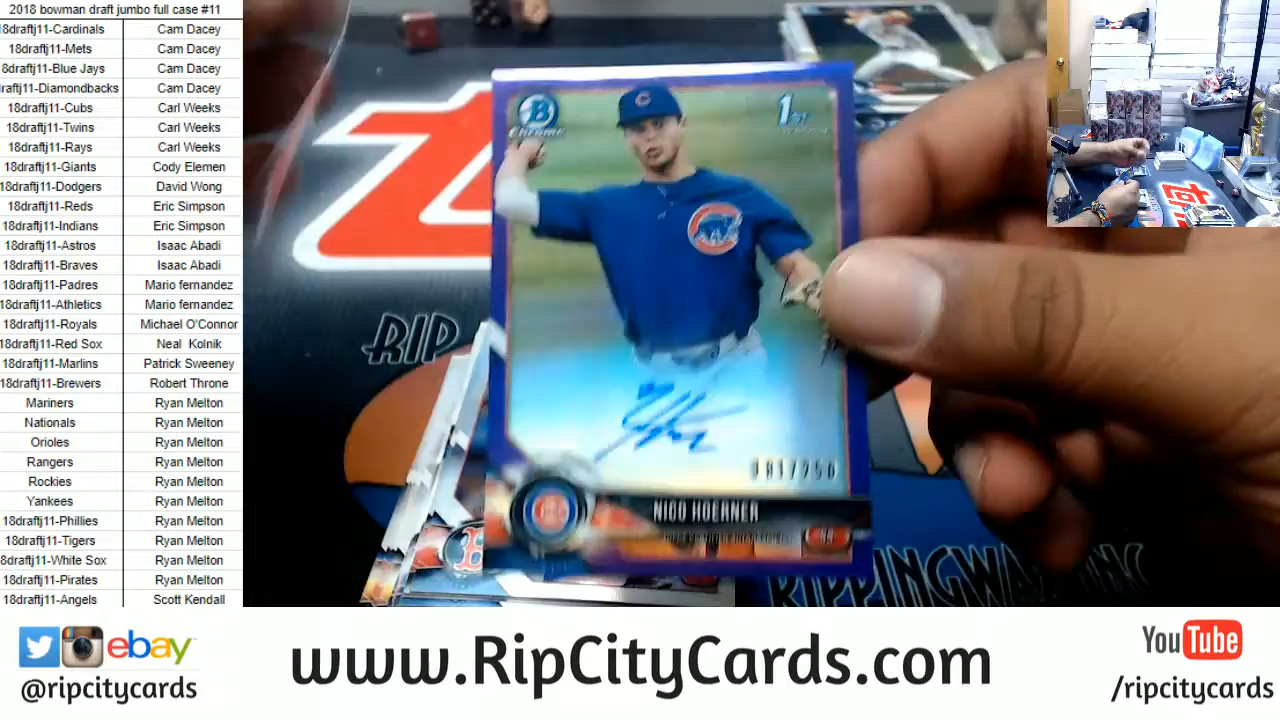 2018 bowman draft jumbo full case #11
18draftj11-Cardinals Cam Dacey
18draftj11-Mets Cam Dacey
8draftj11-Blue Jays Cam Dacey
draftj11-Diamondbacks Cam Dacey
18draftj11-Cubs Carl Weeks
18draftj11-Twins Carl Weeks
18draftj11-Rays Carl Weeks
18draftj11-Giants Cody Elemen
18draftj11-Dodgers David Wong
18draftj11-Reds Eric Simpson
18draftj11-Indians Eric Simpson
18draftj11-Astros Isaac Abadi
18draftj11-Braves Isaac Abadi
18draftj11-Padres Mario fernandez
18draftj11-Athletics Mario fernandez
18draftj11-Royals Michael O'Connor
18draftj11-Red Sox Neal Kolnik
18draftj11-Marlins Patrick Sweeney
18draftj11-Brewers Robert Throne
Mariners Ryan Melton
Nationals Ryan Melton
Orioles Ryan Melton
Rangers Ryan Melton
Rockies Ryan Melton
Yankees Ryan Melton
18draftj11-Phillies Ryan Melton
18draftj11-Tigers Ryan Melton
8draftj11-White Sox Ryan Melton
18draftj11-Pirates Ryan Melton
18draftj11-Angels Scott Kendall
B
Chrome
1st
C
NICO HOERNER
RIP
RIPPINGWAX INC
ebay
@ripcitycards
www.RipCityCards.com
YouTube
/ripcitycards